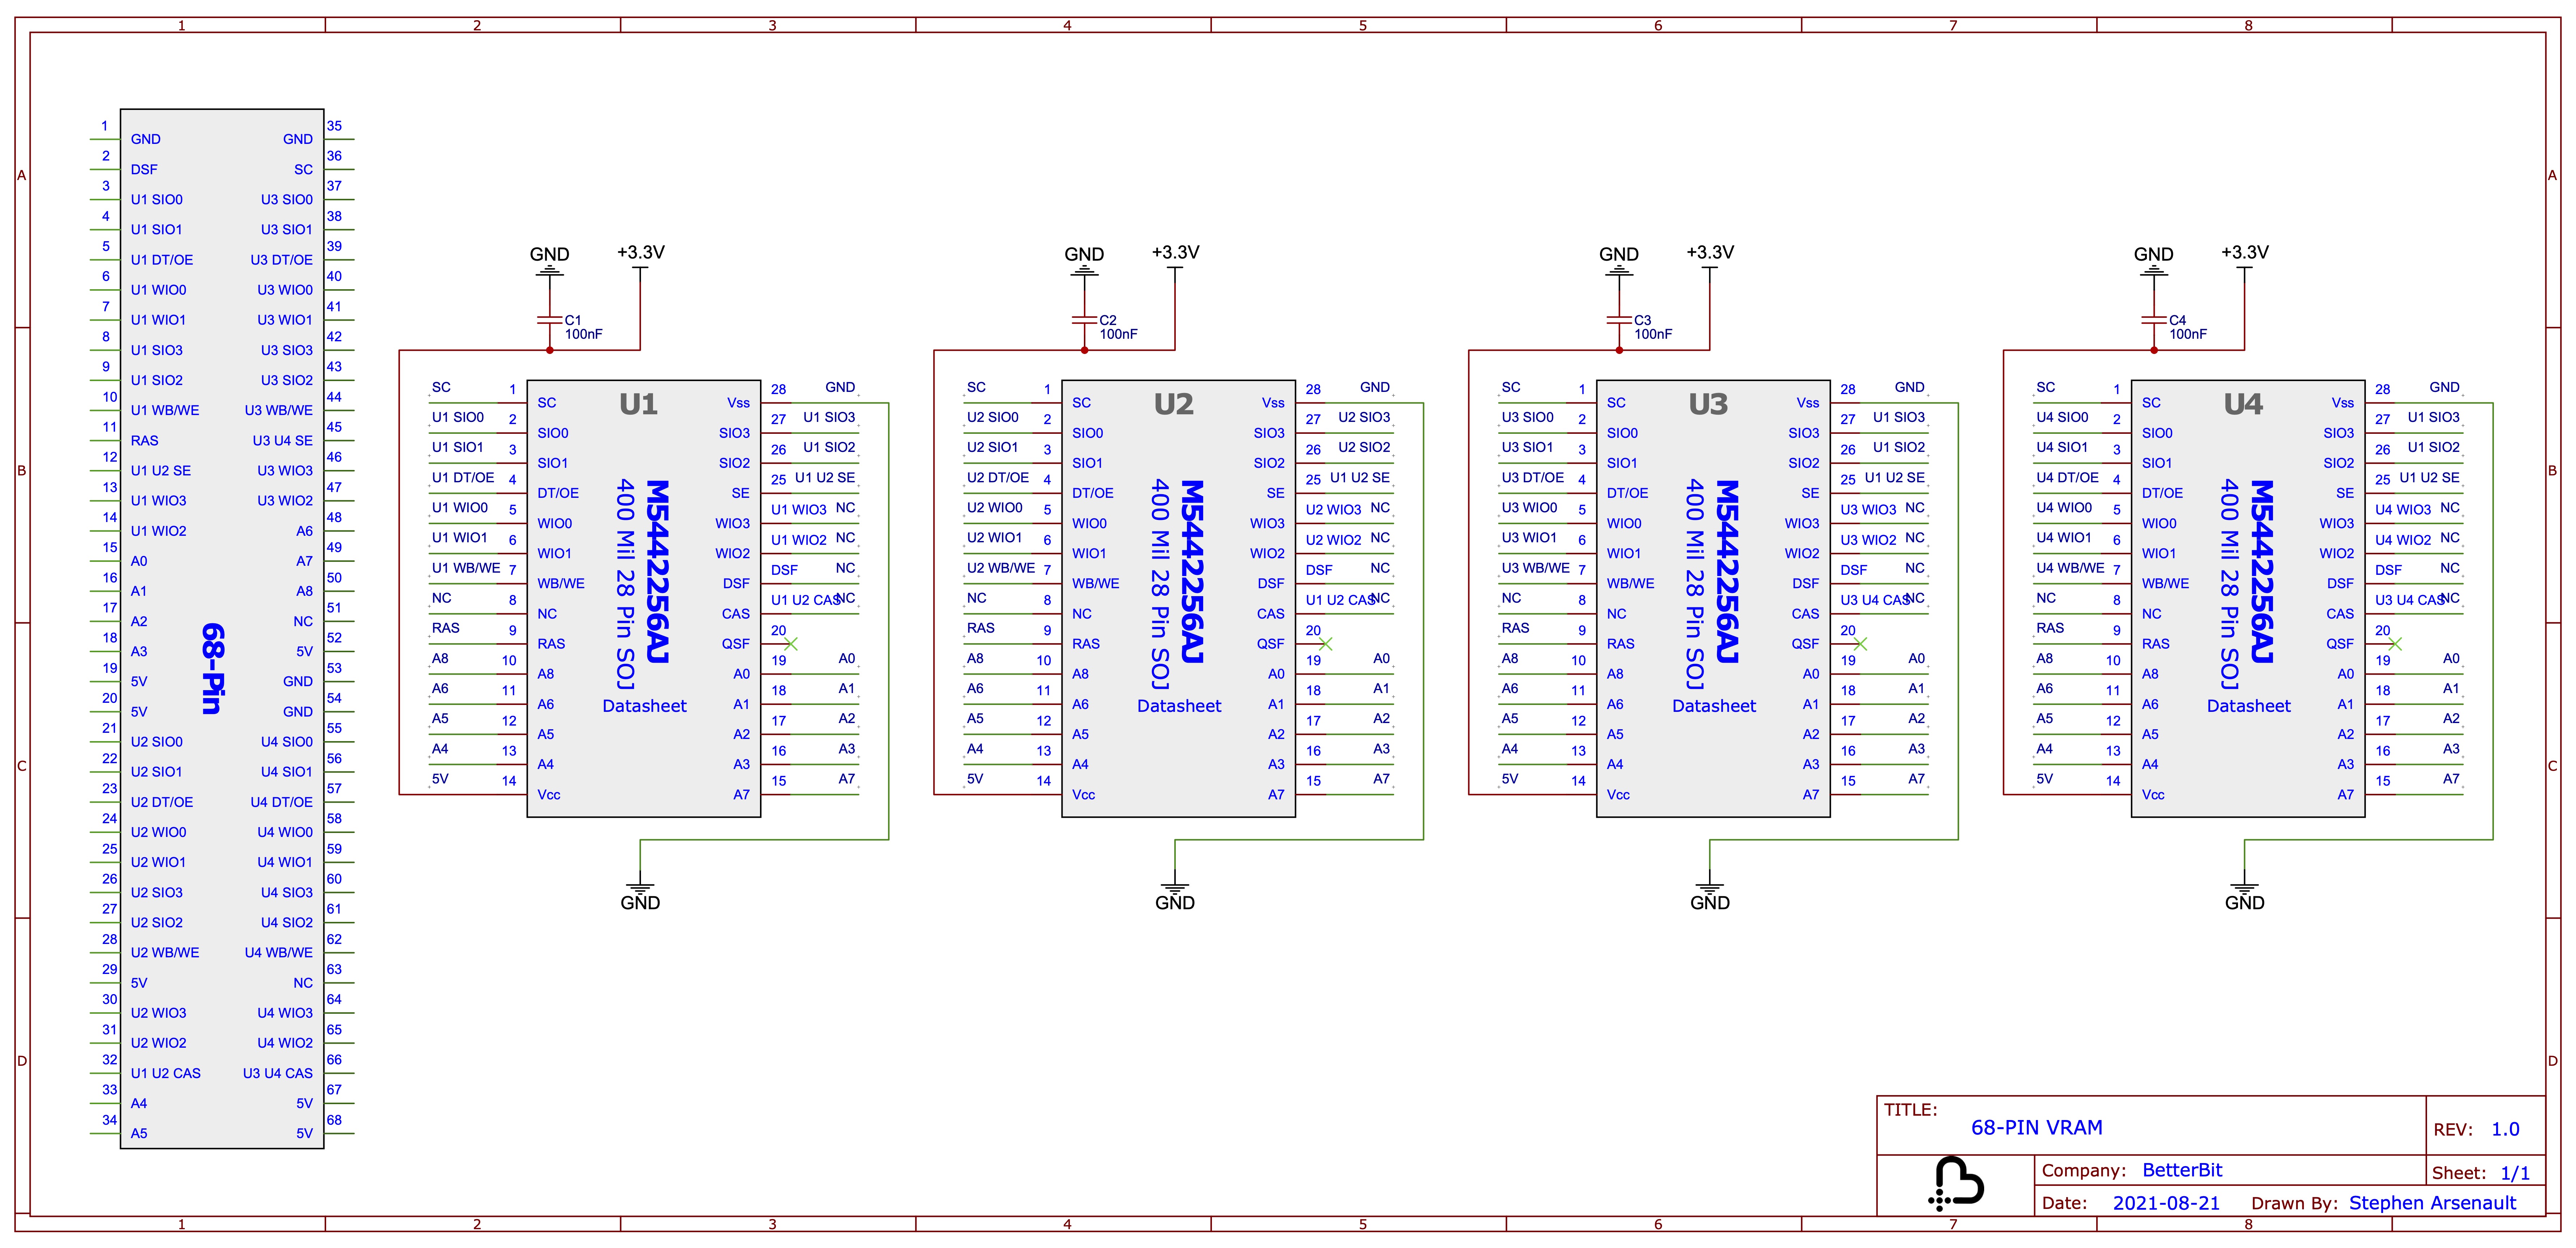 1 2 3 4 5 6 7 8
A A
B B
C C
D D
1 GND GND 35
2 DSF SC 36
3 U1 SIO0 U3 SIO0 37
4 U1 SIO1 U3 SIO1 38
5 U1 DT/OE U3 DT/OE 39
6 U1 WIO0 U3 WIO0 40
7 U1 WIO1 U3 WIO1 41
8 U1 SIO3 U3 SIO3 42
9 U1 SIO2 U3 SIO2 43
10 U1 WB/WE U3 WB/WE 44
11 RAS U3 U4 SE 45
12 U1 U2 SE U3 WIO3 46
13 U1 WIO3 U3 WIO2 47
14 U1 WIO2 A6 48
15 A0 A7 49
16 A1 A8 50
17 A2 NC 51
18 A3 5V 52
19 5V GND 53
20 5V GND 54
21 U2 SIO0 U4 SIO0 55
22 U2 SIO1 U4 SIO1 56
23 U2 DT/OE U4 DT/OE 57
24 U2 WIO0 U4 WIO0 58
25 U2 WIO1 U4 WIO1 59
26 U2 SIO3 U4 SIO3 60
27 U2 SIO2 U4 SIO2 61
28 U2 WB/WE U4 WB/WE 62
29 5V NC 63
30 U2 WIO3 U4 WIO3 64
31 U2 WIO2 U4 WIO2 65
32 U1 U2 CAS U3 U4 CAS 66
33 A4 5V 67
34 A5 5V 68
68-Pin
GND +3.3V
C1
100nF
U1
M5442256AJ
400 Mil 28 Pin SOJ
Datasheet
SC 1 SC Vss 28 GND
U1 SIO0 2 SIO0 SIO3 27 U1 SIO3
U1 SIO1 3 SIO1 SIO2 26 U1 SIO2
U1 DT/OE 4 DT/OE SE 25 U1 U2 SE
U1 WIO0 5 WIO0 WIO3 U1 WIO3 NC
U1 WIO1 6 WIO1 WIO2 U1 WIO2 NC
U1 WB/WE 7 WB/WE DSF DSF NC
NC 8 NC CAS U1 U2 CAS NC
RAS 9 RAS QSF 20
A8 10 A8 A0 19 A0
A6 11 A6 A1 18 A1
A5 12 A5 A2 17 A2
A4 13 A4 A3 16 A3
5V 14 Vcc A7 15 A7
GND
GND +3.3V
C2
100nF
U2
M5442256AJ
400 Mil 28 Pin SOJ
Datasheet
SC 1 SC Vss 28 GND
U2 SIO0 2 SIO0 SIO3 27 U2 SIO3
U2 SIO1 3 SIO1 SIO2 26 U2 SIO2
U2 DT/OE 4 DT/OE SE 25 U1 U2 SE
U2 WIO0 5 WIO0 WIO3 U2 WIO3 NC
U2 WIO1 6 WIO1 WIO2 U2 WIO2 NC
U2 WB/WE 7 WB/WE DSF DSF NC
NC 8 NC CAS U1 U2 CAS NC
RAS 9 RAS QSF 20
A8 10 A8 A0 19 A0
A6 11 A6 A1 18 A1
A5 12 A5 A2 17 A2
A4 13 A4 A3 16 A3
5V 14 Vcc A7 15 A7
GND
GND +3.3V
C3
100nF
U3
M5442256AJ
400 Mil 28 Pin SOJ
Datasheet
SC 1 SC Vss 28 GND
U3 SIO0 2 SIO0 SIO3 27 U1 SIO3
U3 SIO1 3 SIO1 SIO2 26 U1 SIO2
U3 DT/OE 4 DT/OE SE 25 U1 U2 SE
U3 WIO0 5 WIO0 WIO3 U3 WIO3 NC
U3 WIO1 6 WIO1 WIO2 U3 WIO2 NC
U3 WB/WE 7 WB/WE DSF DSF NC
NC 8 NC CAS U3 U4 CAS NC
RAS 9 RAS QSF 20
A8 10 A8 A0 19 A0
A6 11 A6 A1 18 A1
A5 12 A5 A2 17 A2
A4 13 A4 A3 16 A3
5V 14 Vcc A7 15 A7
GND
GND +3.3V
C4
100nF
U4
M5442256AJ
400 Mil 28 Pin SOJ
Datasheet
SC 1 SC Vss 28 GND
U4 SIO0 2 SIO0 SIO3 27 U1 SIO3
U4 SIO1 3 SIO1 SIO2 26 U1 SIO2
U4 DT/OE 4 DT/OE SE 25 U1 U2 SE
U4 WIO0 5 WIO0 WIO3 U4 WIO3 NC
U4 WIO1 6 WIO1 WIO2 U4 WIO2 NC
U4 WB/WE 7 WB/WE DSF DSF NC
NC 8 NC CAS U3 U4 CAS NC
RAS 9 RAS QSF 20
A8 10 A8 A0 19 A0
A6 11 A6 A1 18 A1
A5 12 A5 A2 17 A2
A4 13 A4 A3 16 A3
5V 14 Vcc A7 15 A7
GND
TITLE:
68-PIN VRAM
REV: 1.0
Company: BetterBit
Sheet: 1/1
Date: 2021-08-21 Drawn By: Stephen Arsenault
1 2 3 4 5 6 7 8